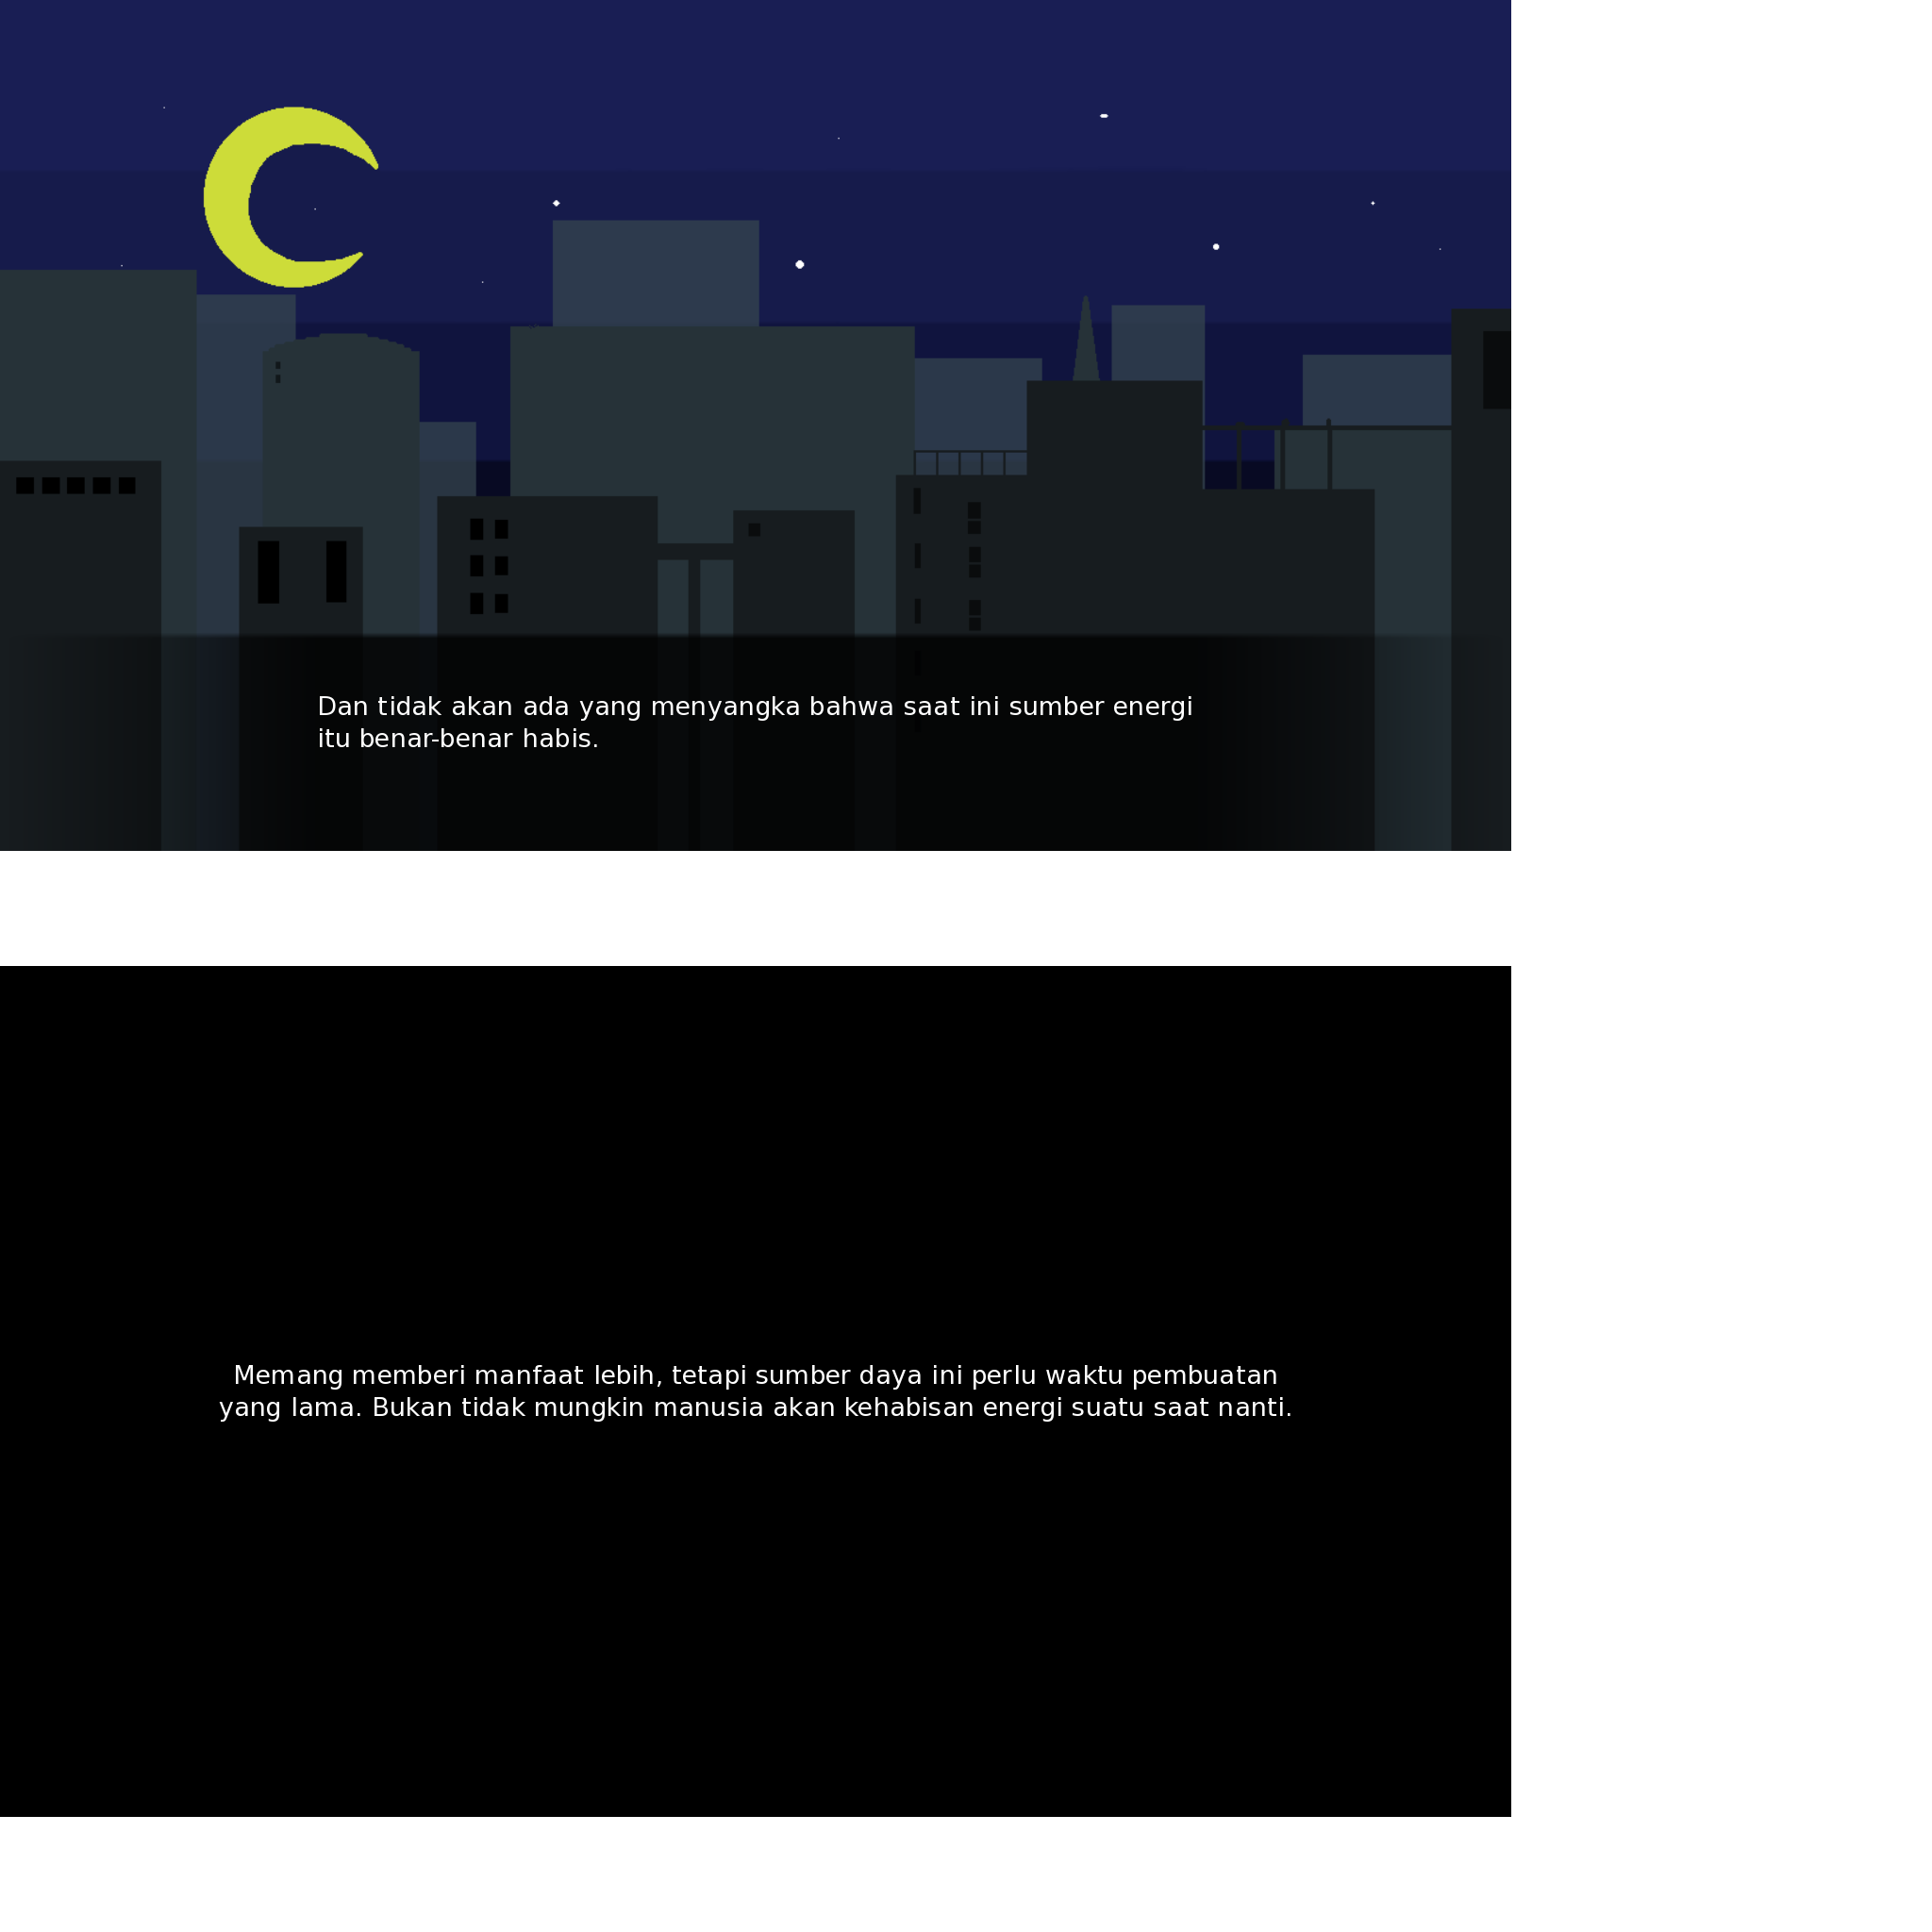 Dan tidak akan ada yang menyangka bahwa saat ini sumber energi
itu benar-benar habis.
Memang memberi manfaat lebih, tetapi sumber daya ini perlu waktu pembuatan
yang lama. Bukan tidak mungkin manusia akan kehabisan energi suatu saat nanti.